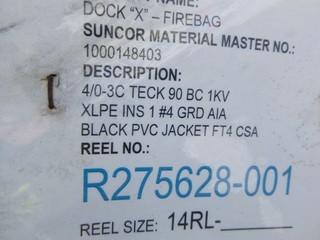 DOCK "X" – FIREBAG
SUNCOR MATERIAL MASTER NO.:
1000148403
DESCRIPTION:
4/0-3C TECK 90 BC 1KV
XLPE INS 1 #4 GRD AIA
BLACK PVC JACKET FT4 CSA
REEL NO.:
R275628-001
REEL SIZE: 14RL-